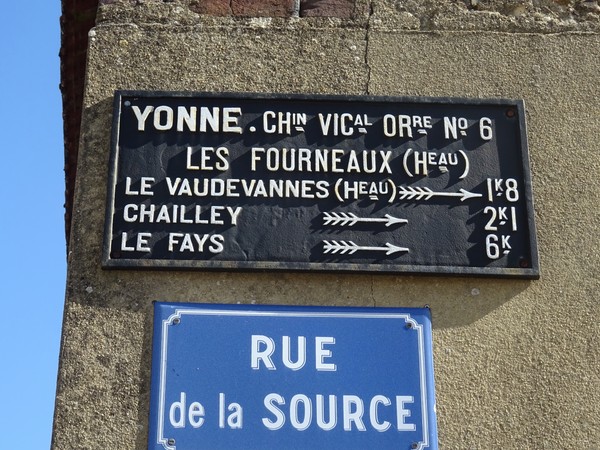 YONNE. CHIN VICAL ORRE NO 6
LES FOURNEAUX (HEAU)
LE VAUDEVANNES (HEAU) 1K8
CHAILLEY 2K1
LE FAYS 6K
RUE
de la SOURCE